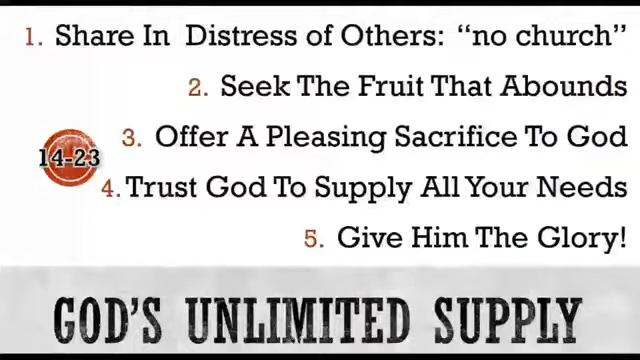 1. Share In Distress of Others: “no church”
2. Seek The Fruit That Abounds
3. Offer A Pleasing Sacrifice To God
14-23
4. Trust God To Supply All Your Needs
5. Give Him The Glory!
GOD'S UNLIMITED SUPPLY